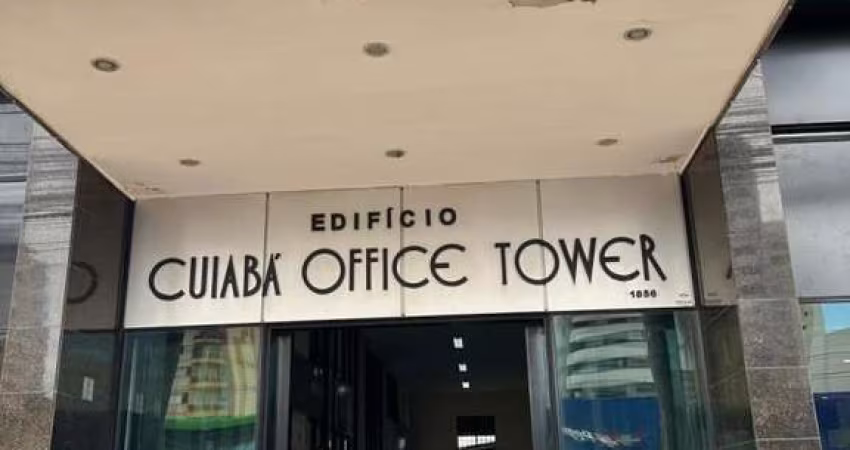 EDIFÍCIO
CUIABÁ OFFICE TOWER
1856